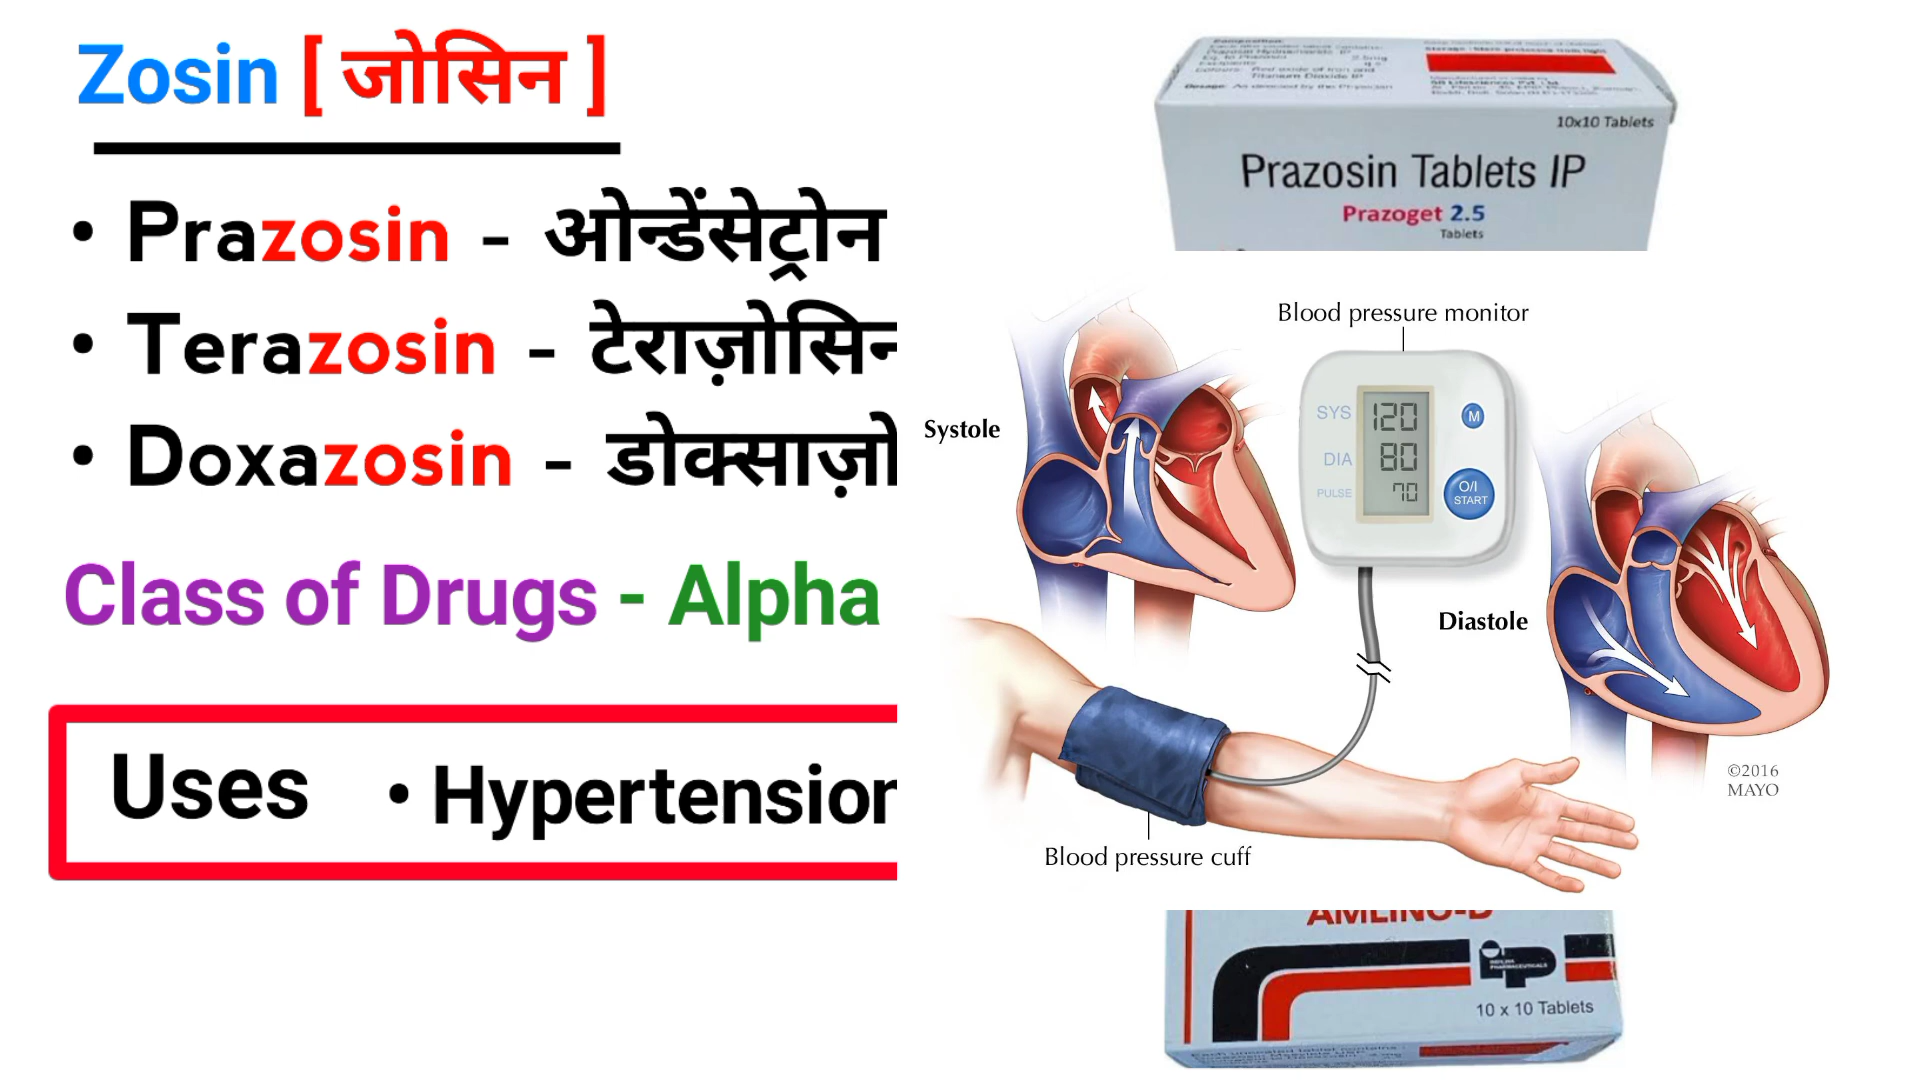 Zosin [ जोसिन ]
• Prazosin - ओन्डेंसेट्रोन
• Terazosin - टेराज़ोसिन
• Doxazosin - डोक्साज़ो
Class of Drugs - Alpha
Uses • Hypertension
10x10 Tablets
Prazosin Tablets IP
Prazoget 2.5
Tablets
Blood pressure monitor
Systole
SYS 120
M
DIA 80
PULSE 70
O/I
START
Diastole
©2016
MAYO
Blood pressure cuff
10 x 10 Tablets